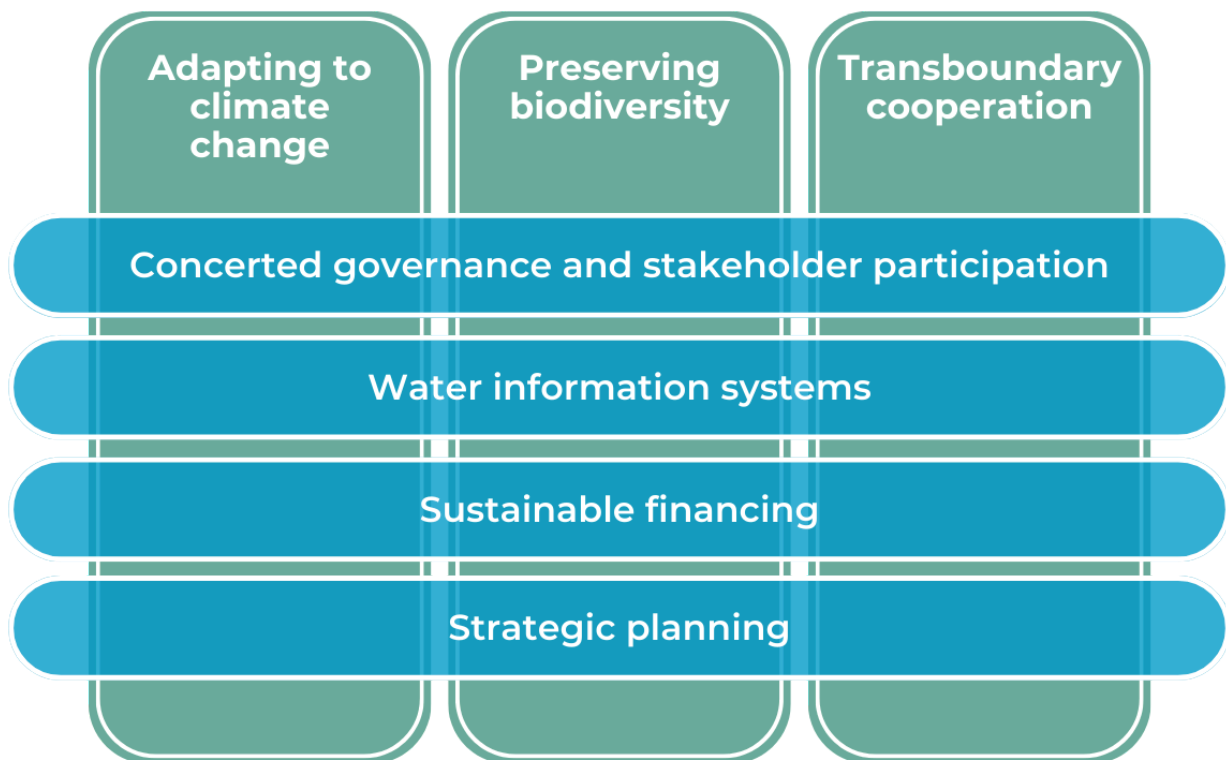 Adapting to
climate
change
Preserving
biodiversity
Transboundary
cooperation
Concerted governance and stakeholder participation
Water information systems
Sustainable financing
Strategic planning